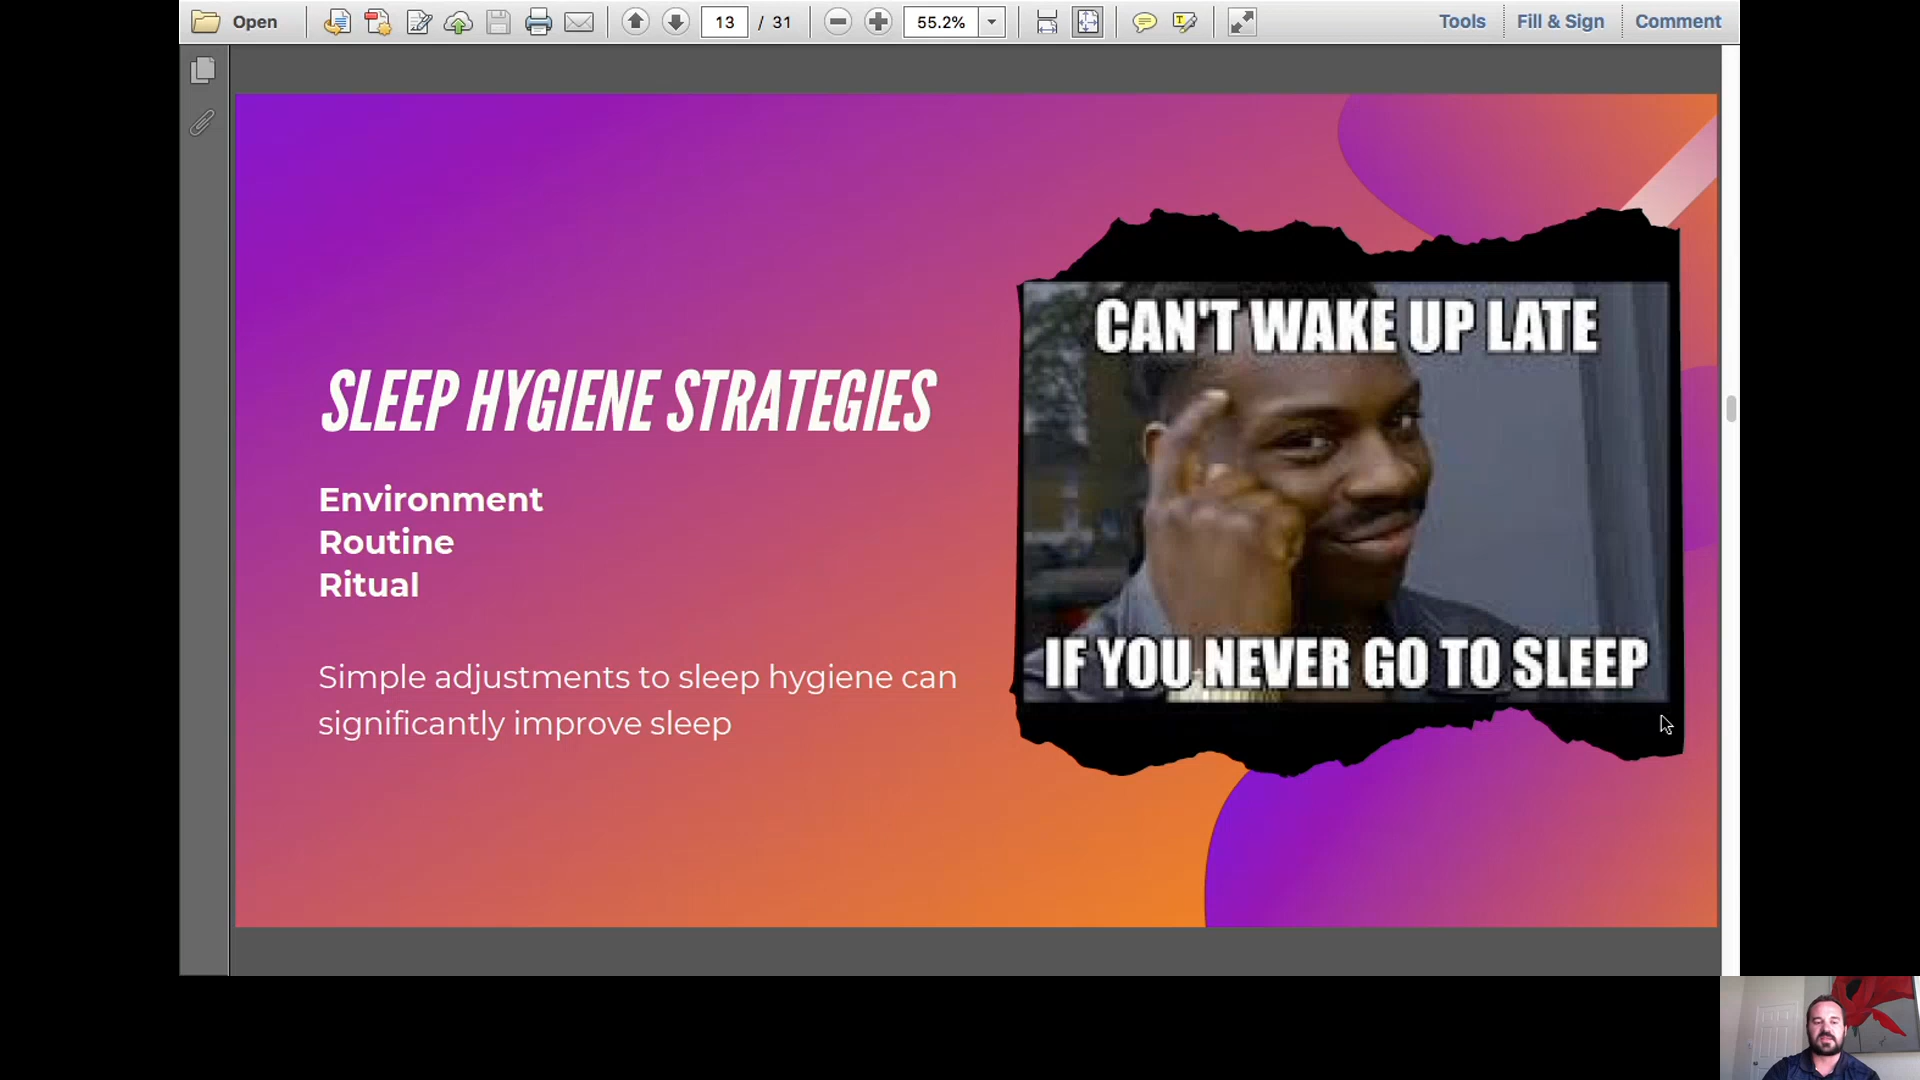 Open 13 / 31 55.2% Tools Fill & Sign Comment
SLEEP HYGIENE STRATEGIES
Environment
Routine
Ritual
Simple adjustments to sleep hygiene can
significantly improve sleep
CAN'T WAKE UP LATE
IF YOU NEVER GO TO SLEEP